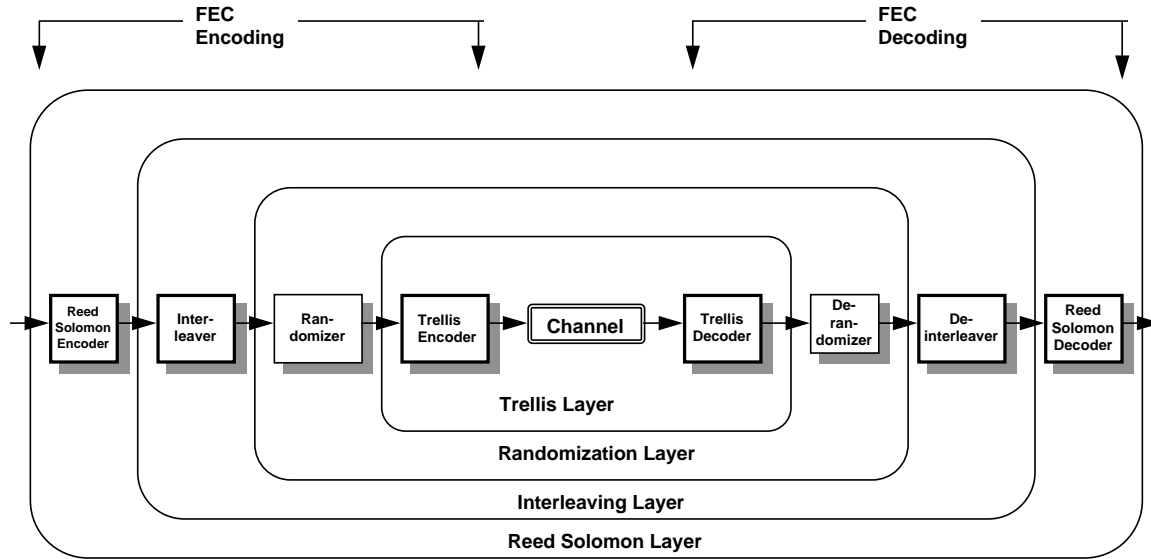 FEC
Encoding
FEC
Decoding
Reed
Solomon
Encoder
Inter-
leaver
Ran-
domizer
Trellis
Encoder
Channel
Trellis
Decoder
De-
ran-
domizer
De-
interleaver
Reed
Solomon
Decoder
Trellis Layer
Randomization Layer
Interleaving Layer
Reed Solomon Layer